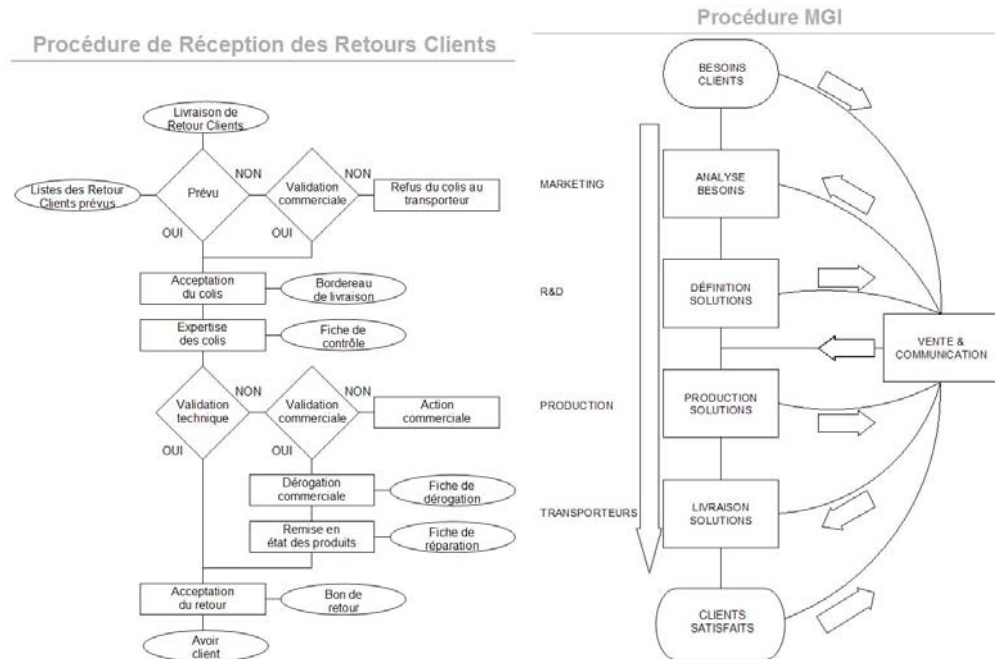 Procédure de Réception des Retours Clients
Livraison de
Retour Clients
Listes des Retour
Clients prévus
Prévu
NON
Validation
commerciale
NON
Refus du colis au
transporteur
OUI
OUI
Acceptation
du colis
Bordereau
de livraison
Expertise
des colis
Fiche de
contrôle
Validation
technique
NON
Validation
commerciale
NON
Action
commerciale
OUI
OUI
Dérogation
commerciale
Fiche de
dérogation
Remise en
état des produits
Fiche de
réparation
Acceptation
du retour
Bon de
retour
Avoir
client
Procédure MGI
BESOINS
CLIENTS
MARKETING
ANALYSE
BESOINS
R&D
DÉFINITION
SOLUTIONS
VENTE &
COMMUNICATION
PRODUCTION
PRODUCTION
SOLUTIONS
TRANSPORTEURS
LIVRAISON
SOLUTIONS
CLIENTS
SATISFAITS